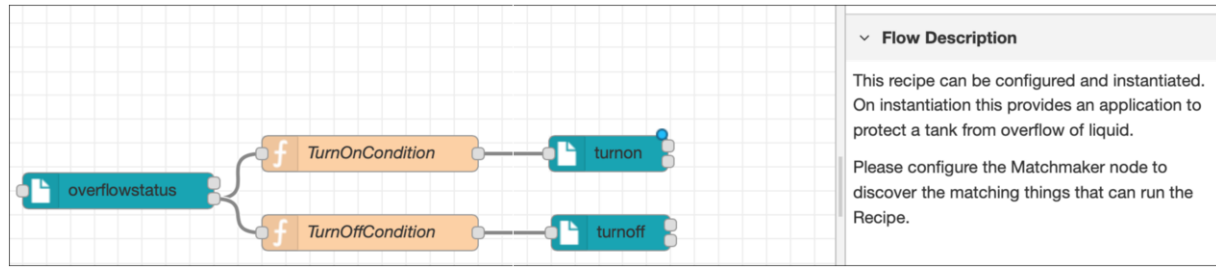 overflowstatus
TurnOnCondition
turnon
TurnOffCondition
turnoff
Flow Description
This recipe can be configured and instantiated.
On instantiation this provides an application to
protect a tank from overflow of liquid.
Please configure the Matchmaker node to
discover the matching things that can run the
Recipe.